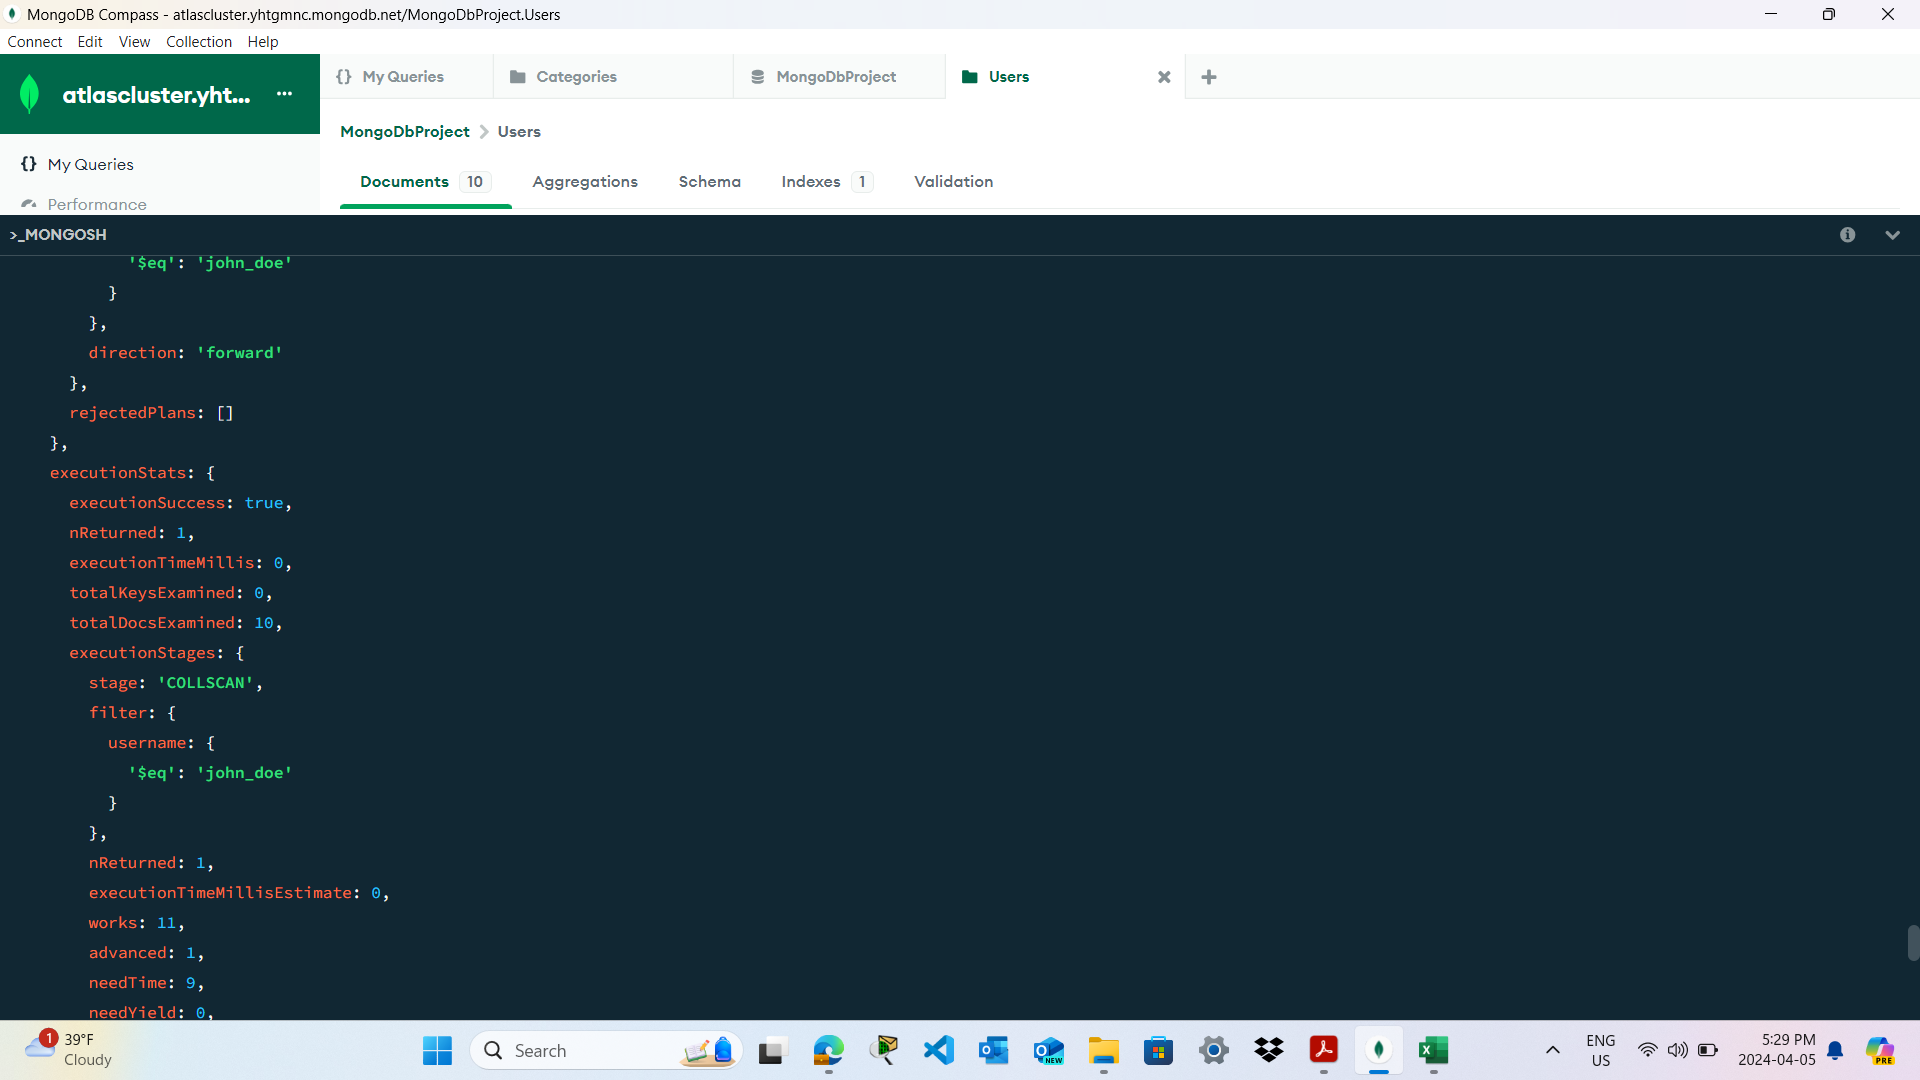 MongoDB Compass - atlascluster.yhtgmnc.mongodb.net/MongoDbProject.Users
Connect Edit View Collection Help
atlascluster.yht... ...
{} My Queries
Categories
MongoDbProject
Users
MongoDbProject > Users
{} My Queries
Performance
Documents 10
Aggregations
Schema
Indexes 1
Validation
>_MONGOSH
'$eq': 'john_doe'
}
},
direction: 'forward'
},
rejectedPlans: []
},
executionStats: {
executionSuccess: true,
nReturned: 1,
executionTimeMillis: 0,
totalKeysExamined: 0,
totalDocsExamined: 10,
executionStages: {
stage: 'COLLSCAN',
filter: {
username: {
'$eq': 'john_doe'
}
},
nReturned: 1,
executionTimeMillisEstimate: 0,
works: 11,
advanced: 1,
needTime: 9,
needYield: 0,
1
39°F
Cloudy
Search
NEW
ENG
US
5:29 PM
2024-04-05
PRE